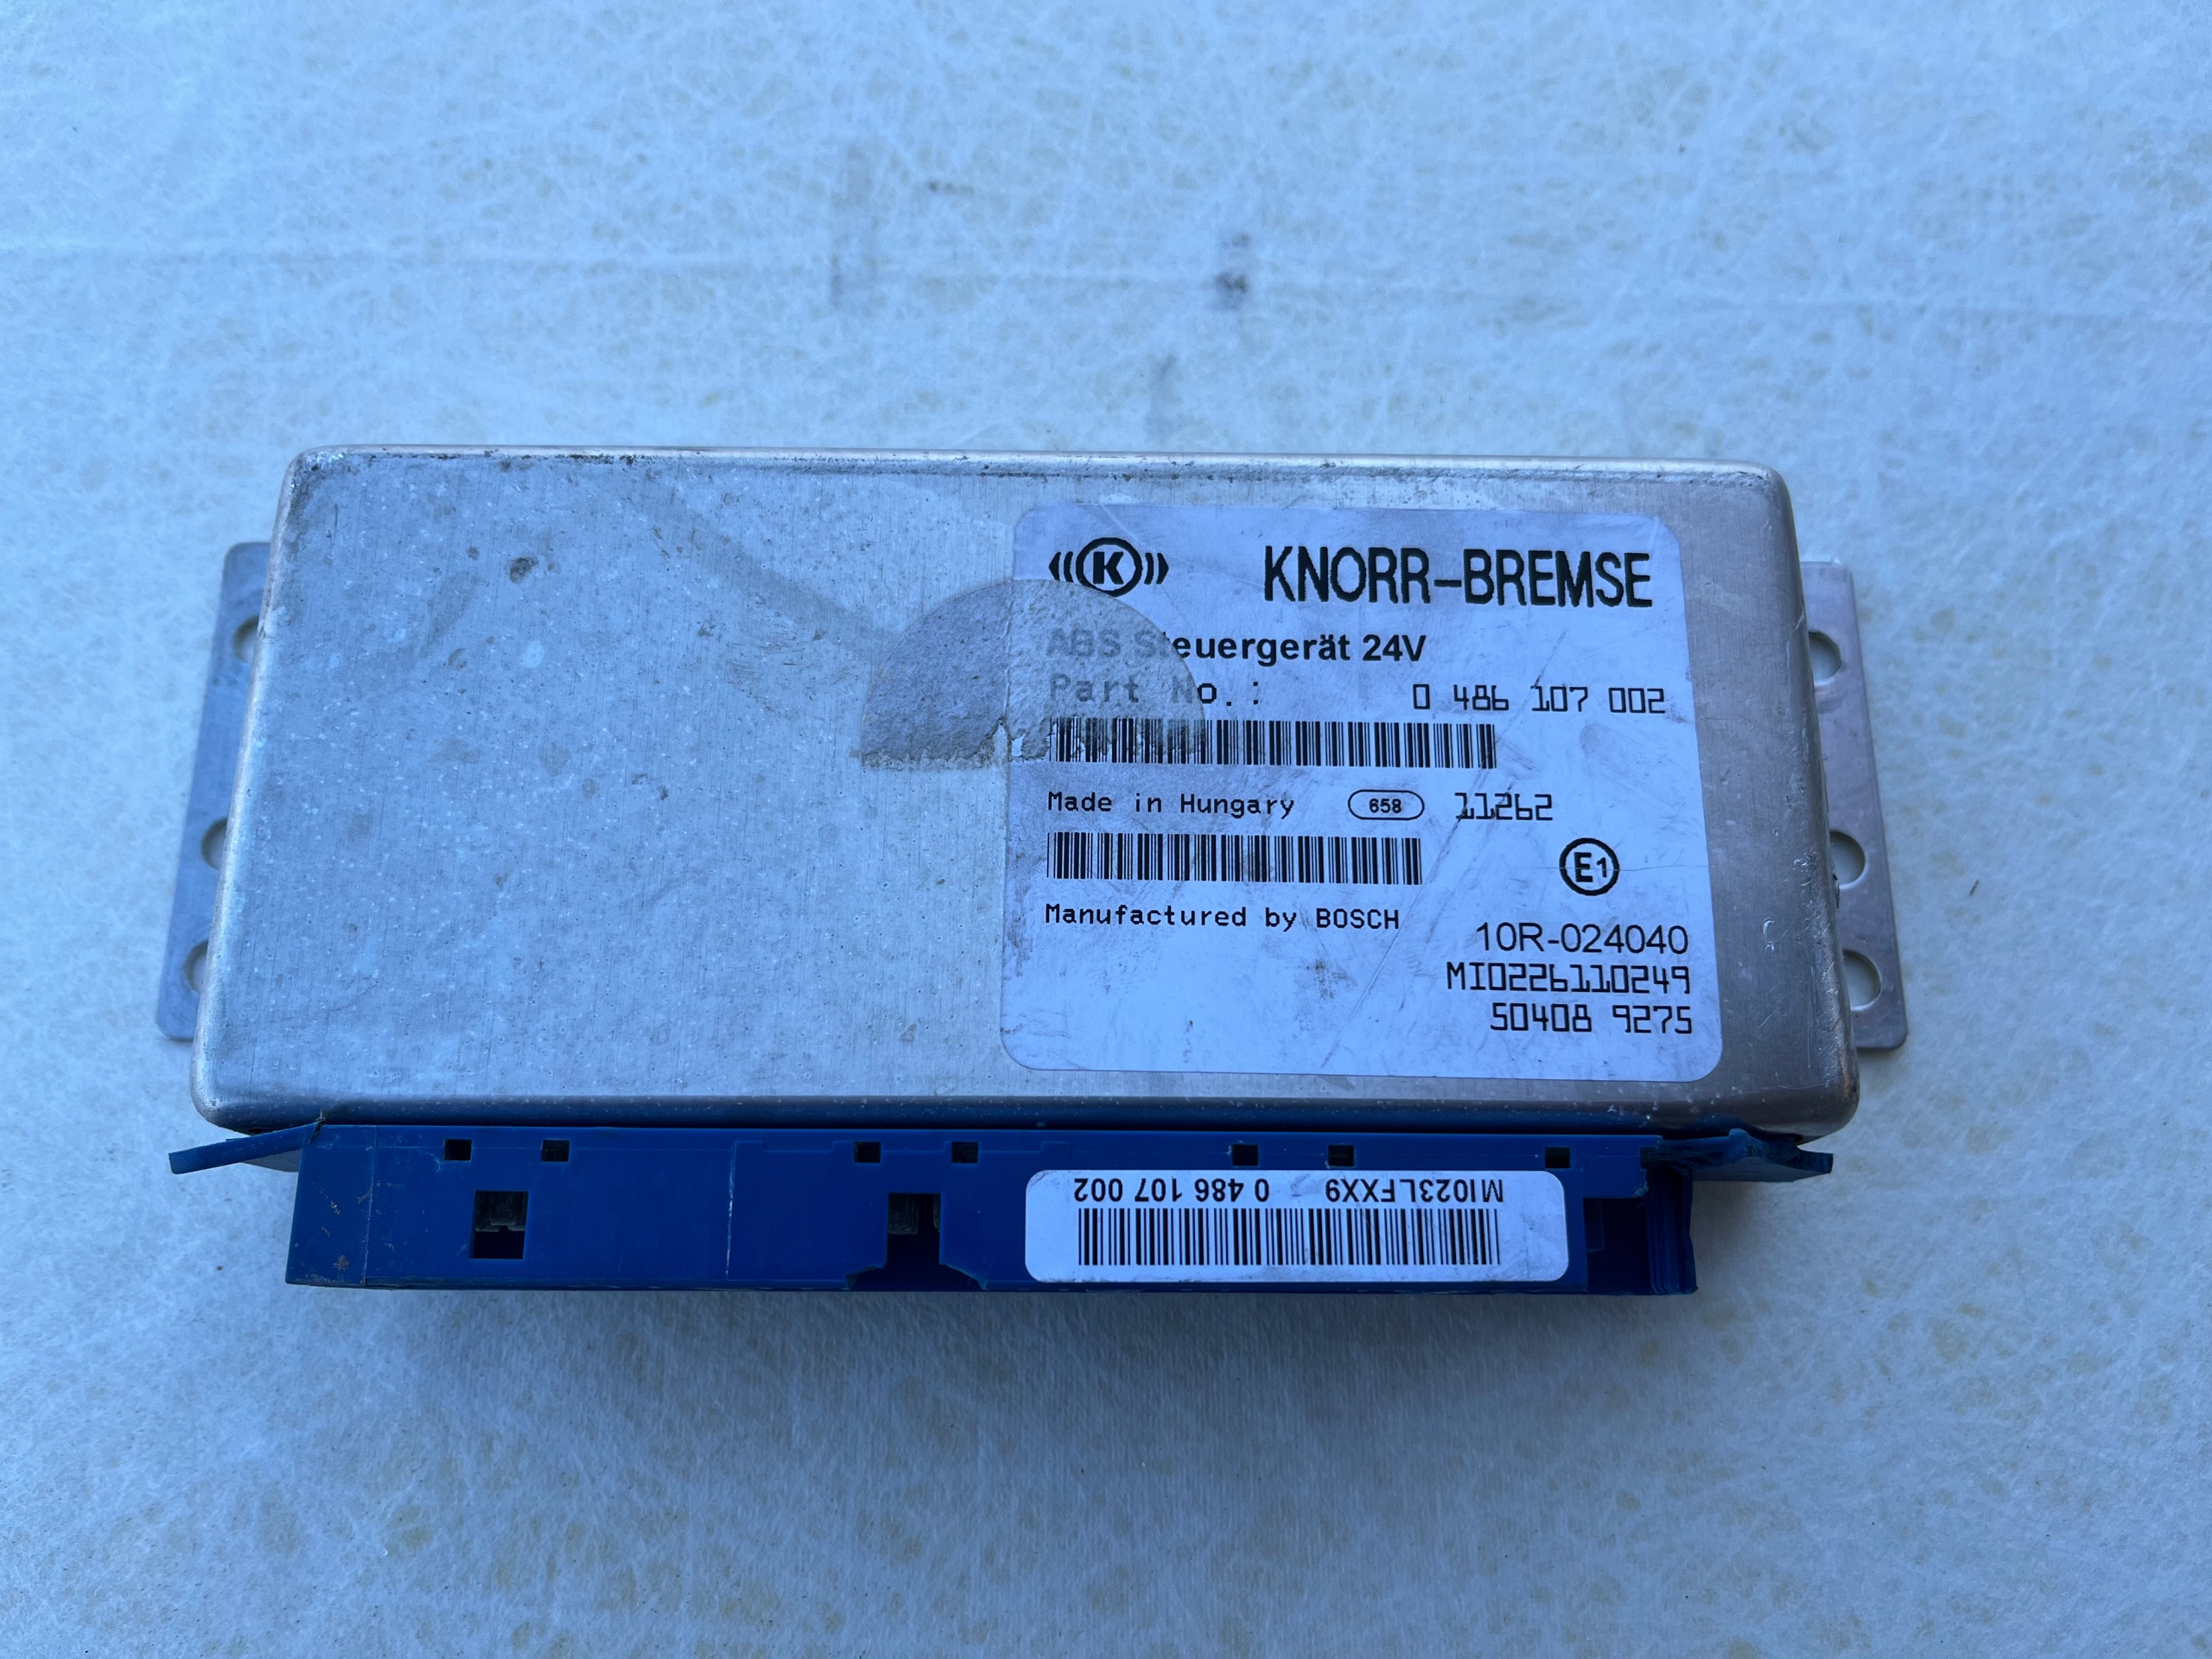 K KNORR-BREMSE
ABS Steuergerät 24V
Part No.: 0 486 107 002
Made in Hungary 658 11262
E1
Manufactured by BOSCH
10R-024040
MI0226110249
50408 9275
MI023LFXX9 0 486 107 002